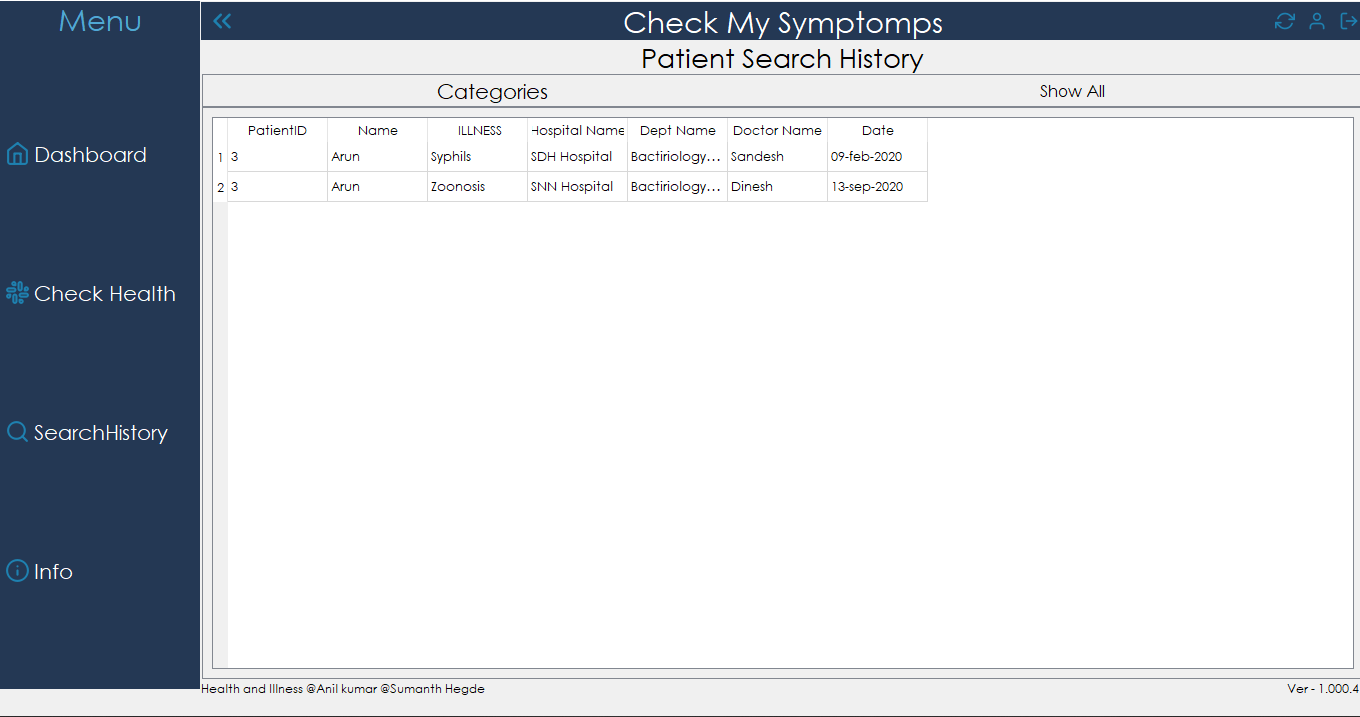 Menu
Check My Symptomps
Patient Search History
Categories
Show All
PatientID Name ILLNESS Hospital Name Dept Name Doctor Name Date
1 3 Arun Syphils SDH Hospital Bactiriology... Sandesh 09-feb-2020
2 3 Arun Zoonosis SNN Hospital Bactiriology... Dinesh 13-sep-2020
Dashboard
Check Health
SearchHistory
Info
Health and Illness @Anil kumar @Sumanth Hegde
Ver - 1.000.4